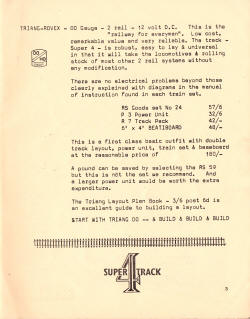 TRIANG=ROVEX - OO Gauge - 2 rail - 12 volt D.C. This is the
"railway for everymen". Low cost,
remarkable value and very reliable. The track -
Super 4 - is robust, easy to lay & universal
in that it will take the locomotives & rolling
stock of most other 2 rail systems without
any modification.
There are no electrical problems beyond those
clearly explained with diagrams in the manual
of instruction found in each train set.
RS Goods set No 24 57/6
P 3 Power Unit 32/6
R 7 Track Pack 42/-
6" x 4" BEATIBOARD 48/-
This is a first class basic outfit with double
track layout, power unit, train set & baseboard
at the reasonable price of 180/-
A pound can be saved by selecting the RS 59
but this is not the set we recommend. And
a larger power unit would be worth the extra
expenditure.
The Triang Layout Plan Book - 3/6 post 6d is
an excellent guide to building a layout.
START WITH TRIANG OO -- & BUILD & BUILD & BUILD
SUPER 4 TRACK
3